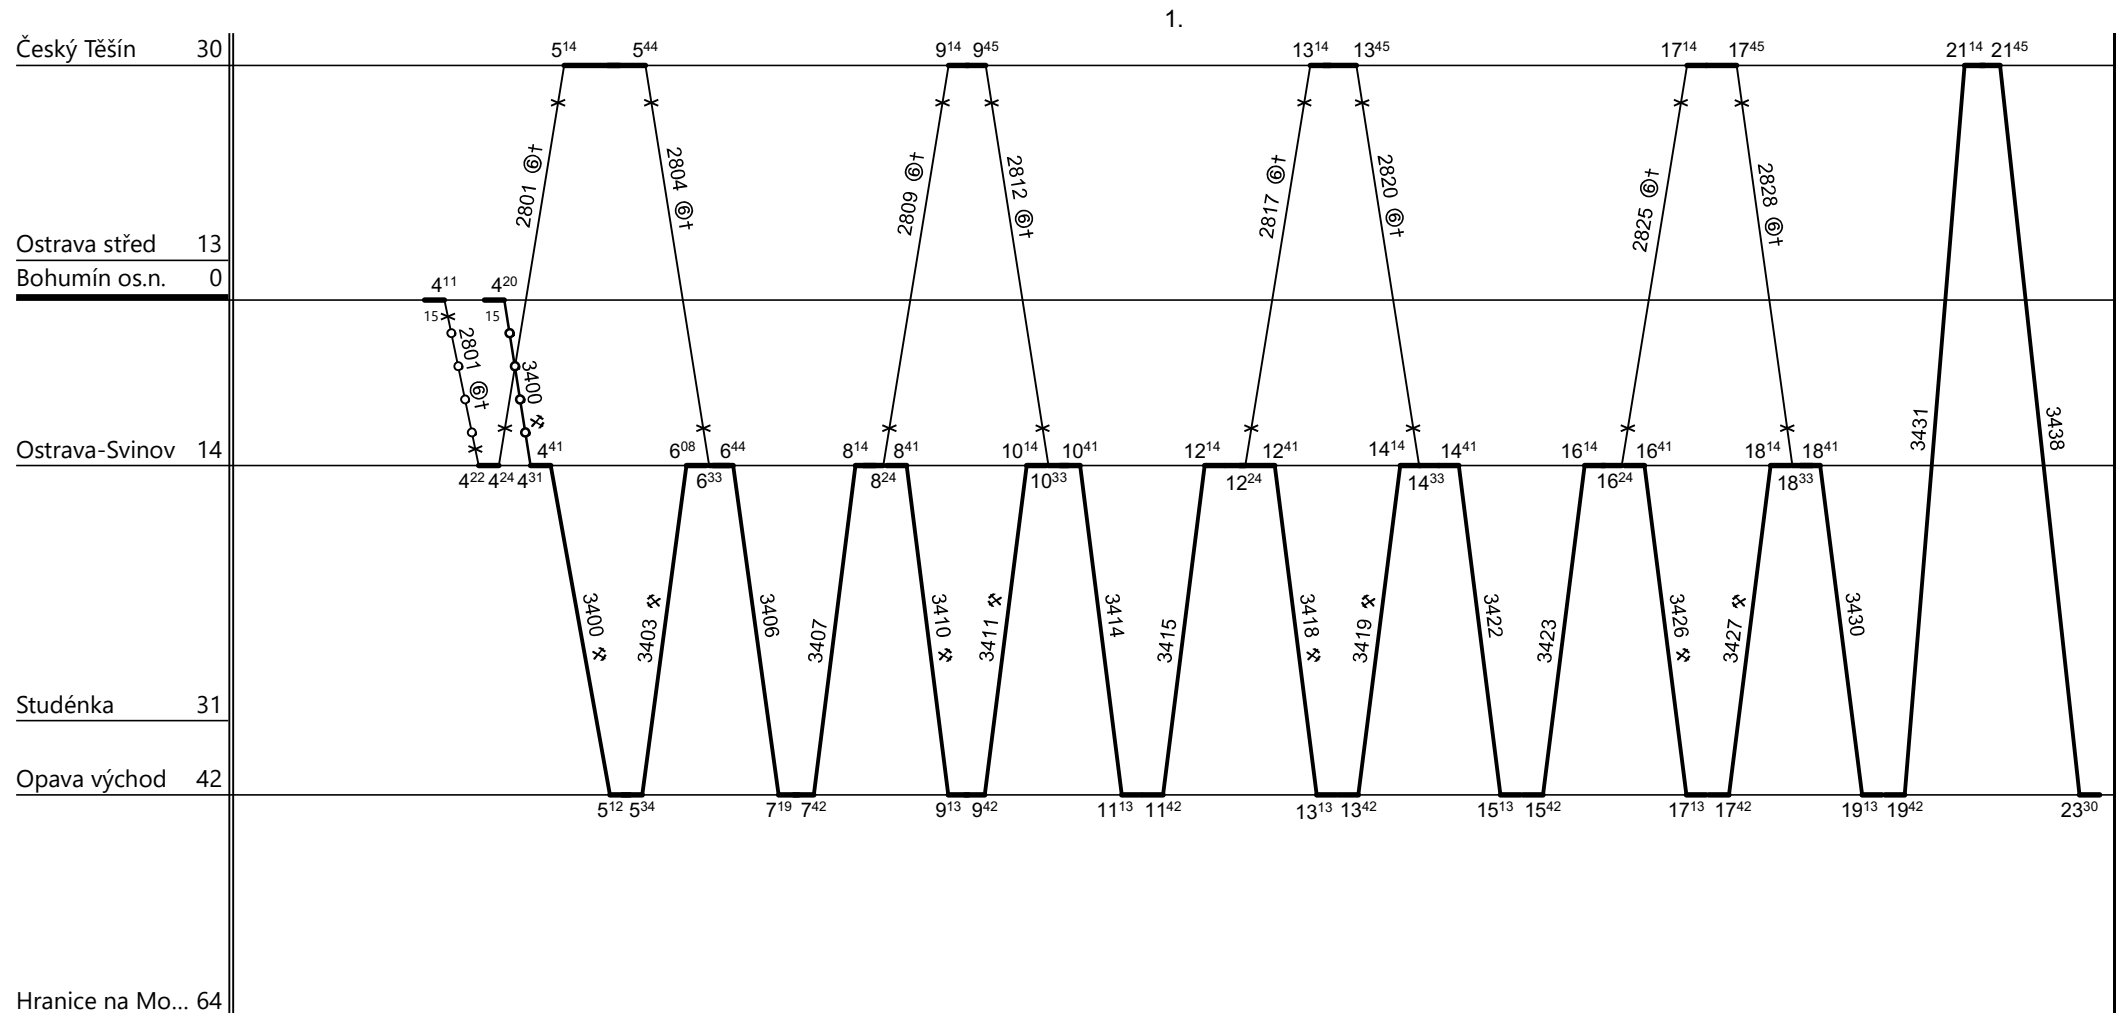 1.
Český Těšín 30
5¹⁴ 5⁴⁴ 9¹⁴ 9⁴⁵ 13¹⁴ 13⁴⁵ 17¹⁴ 17⁴⁵ 21¹⁴ 21⁴⁵
2801 ⑥†
2804 ⑥†
2809 ⑥†
2812 ⑥†
2817 ⑥†
2820 ⑥†
2825 ⑥†
2828 ⑥†
Ostrava střed 13
Bohumín os.n. 0
4¹¹ 4²⁰
15 15
2801 ⑥†
3400 ⚒
3431
3438
Ostrava-Svinov 14
4⁴¹ 6⁰⁸ 6⁴⁴ 8¹⁴ 8⁴¹ 10¹⁴ 10⁴¹ 12¹⁴ 12⁴¹ 14¹⁴ 14⁴¹ 16¹⁴ 16⁴¹ 18¹⁴ 18⁴¹
4²² 4²⁴ 4³¹ 6³³ 8²⁴ 10³³ 12²⁴ 14³³ 16²⁴ 18³³
3400 ⚒
3403 ⚒
3406
3407
3410 ⚒
3411 ⚒
3414
3415
3418 ⚒
3419 ⚒
3422
3423
3426 ⚒
3427 ⚒
3430
Studénka 31
Opava východ 42
5¹² 5³⁴ 7¹⁹ 7⁴² 9¹³ 9⁴² 11¹³ 11⁴² 13¹³ 13⁴² 15¹³ 15⁴² 17¹³ 17⁴² 19¹³ 19⁴² 23³⁰
Hranice na Mo... 64